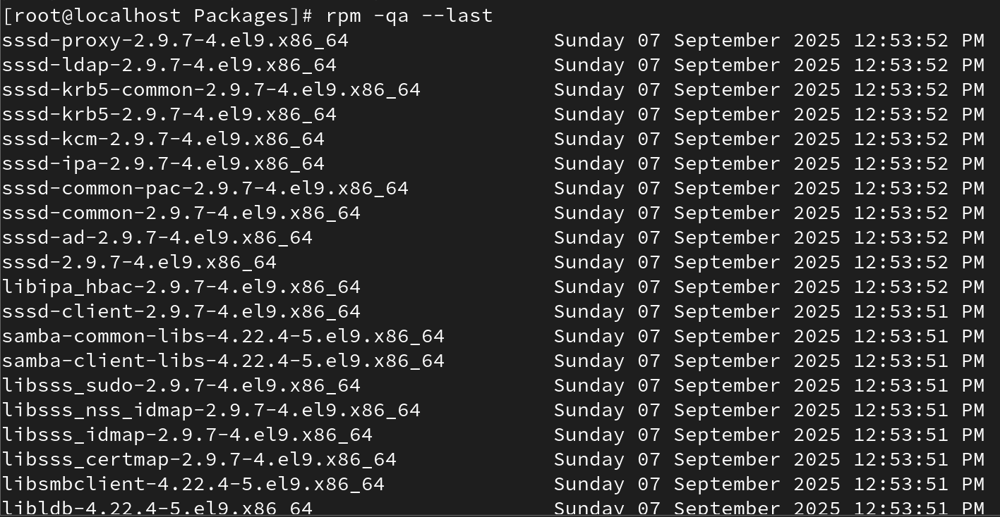 [root@localhost Packages]# rpm -qa --last
sssd-proxy-2.9.7-4.el9.x86_64 Sunday 07 September 2025 12:53:52 PM
sssd-ldap-2.9.7-4.el9.x86_64 Sunday 07 September 2025 12:53:52 PM
sssd-krb5-common-2.9.7-4.el9.x86_64 Sunday 07 September 2025 12:53:52 PM
sssd-krb5-2.9.7-4.el9.x86_64 Sunday 07 September 2025 12:53:52 PM
sssd-kcm-2.9.7-4.el9.x86_64 Sunday 07 September 2025 12:53:52 PM
sssd-ipa-2.9.7-4.el9.x86_64 Sunday 07 September 2025 12:53:52 PM
sssd-common-pac-2.9.7-4.el9.x86_64 Sunday 07 September 2025 12:53:52 PM
sssd-common-2.9.7-4.el9.x86_64 Sunday 07 September 2025 12:53:52 PM
sssd-ad-2.9.7-4.el9.x86_64 Sunday 07 September 2025 12:53:52 PM
sssd-2.9.7-4.el9.x86_64 Sunday 07 September 2025 12:53:52 PM
libipa_hbac-2.9.7-4.el9.x86_64 Sunday 07 September 2025 12:53:52 PM
sssd-client-2.9.7-4.el9.x86_64 Sunday 07 September 2025 12:53:51 PM
samba-common-libs-4.22.4-5.el9.x86_64 Sunday 07 September 2025 12:53:51 PM
samba-client-libs-4.22.4-5.el9.x86_64 Sunday 07 September 2025 12:53:51 PM
libsss_sudo-2.9.7-4.el9.x86_64 Sunday 07 September 2025 12:53:51 PM
libsss_nss_idmap-2.9.7-4.el9.x86_64 Sunday 07 September 2025 12:53:51 PM
libsss_idmap-2.9.7-4.el9.x86_64 Sunday 07 September 2025 12:53:51 PM
libsss_certmap-2.9.7-4.el9.x86_64 Sunday 07 September 2025 12:53:51 PM
libsmbclient-4.22.4-5.el9.x86_64 Sunday 07 September 2025 12:53:51 PM
libldb-4.22.4-5.el9.x86_64 Sunday 07 September 2025 12:53:51 PM